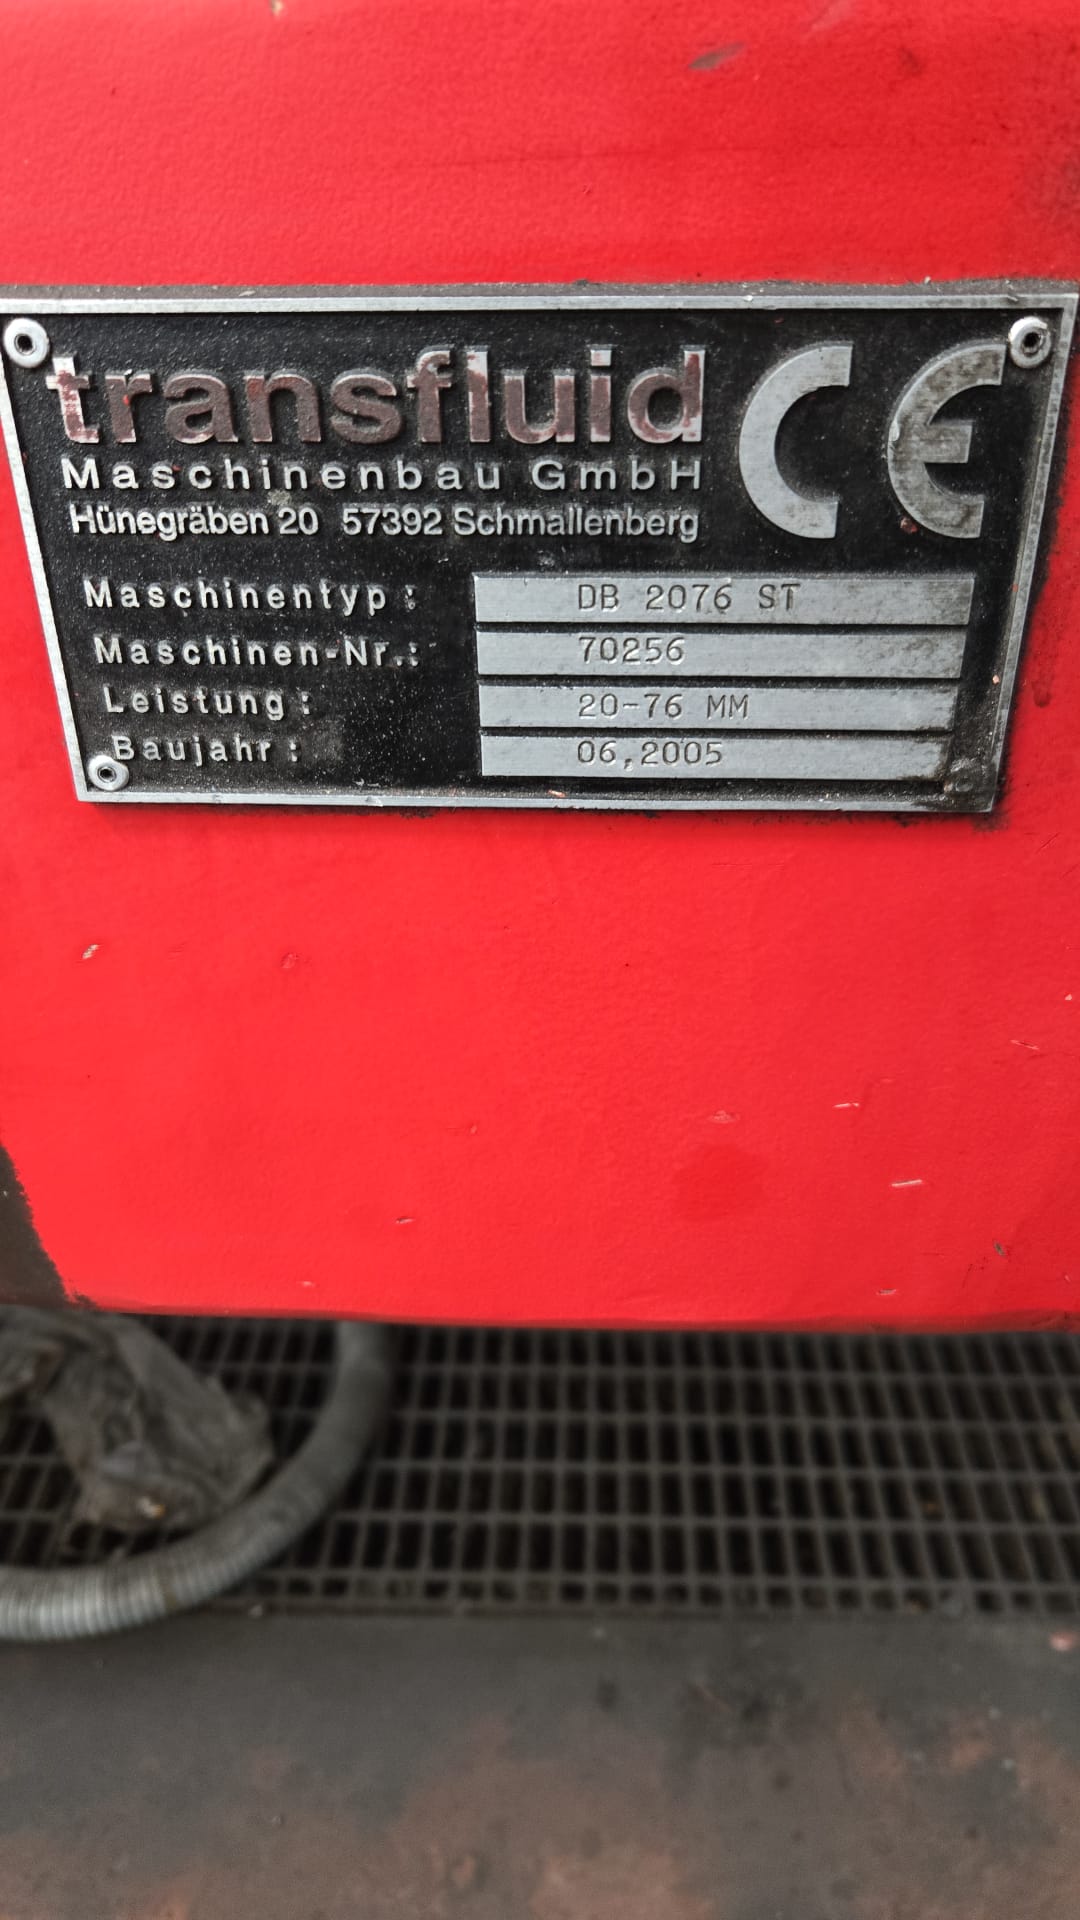 transfluid CE
Maschinenbau GmbH
Hünegräben 20 57392 Schmallenberg
Maschinentyp : DB 2076 ST
Maschinen-Nr.: 70256
Leistung : 20-76 MM
Baujahr : 06,2005